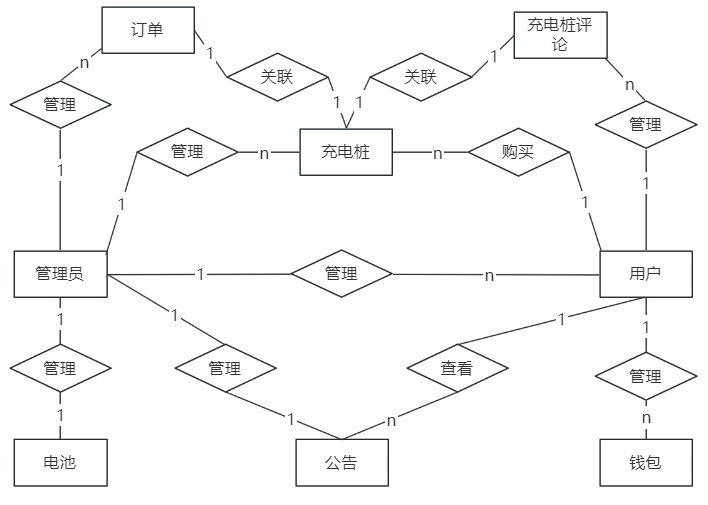 订单
充电桩评
论
n
1
1
n
关联
关联
管理
1
1
管理
管理
n
充电桩
n
购买
1
1
1
1
管理员
1
管理
n
用户
1
1
1
1
管理
管理
查看
管理
1
1
n
n
电池
公告
钱包